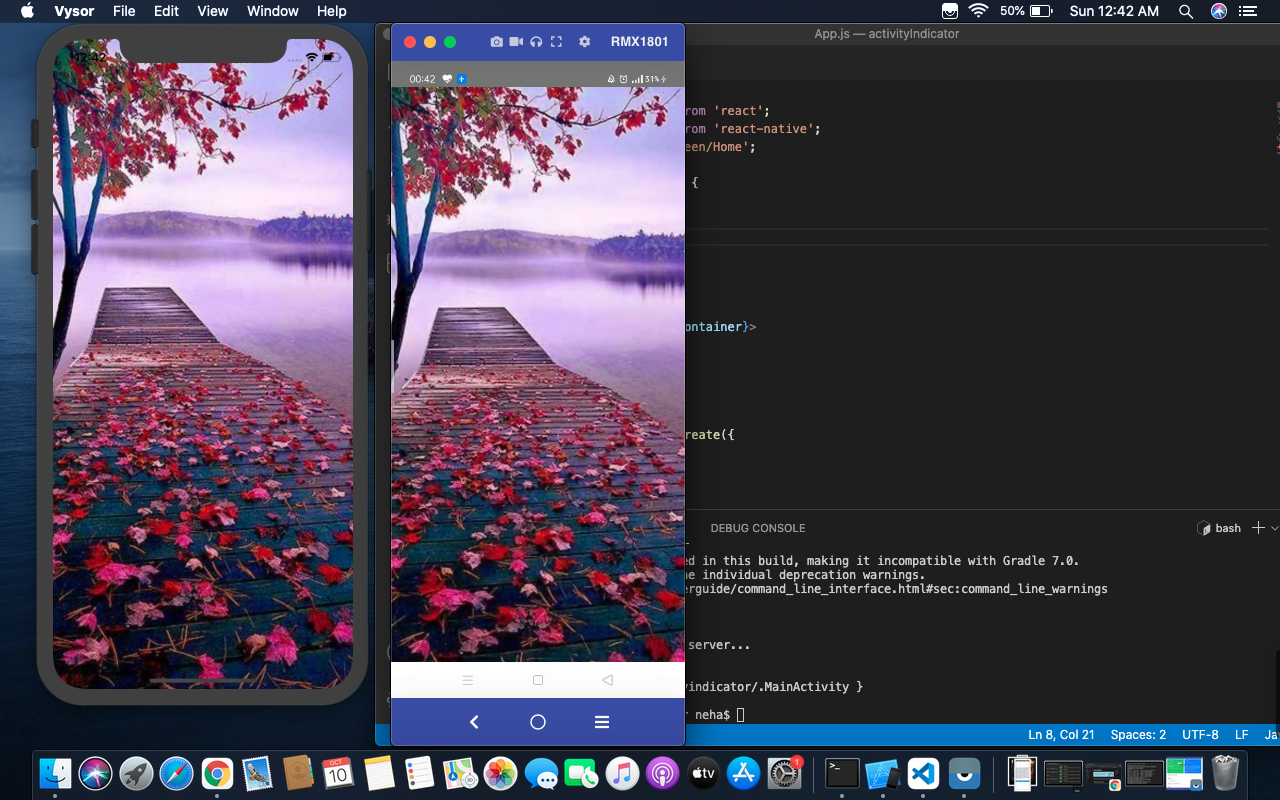 Vysor File Edit View Window Help
50% Sun 12:42 AM
App.js — activityIndicator
12:42
RMX1801
00:42
31%
rom 'react';
rom 'react-native';
een/Home';
{
ontainer}>
reate({
DEBUG CONSOLE
bash
ed in this build, making it incompatible with Gradle 7.0.
e individual deprecation warnings.
erguide/command_line_interface.html#sec:command_line_warnings
server...
indicator/.MainActivity }
neha$
Ln 8, Col 21 Spaces: 2 UTF-8 LF Ja
OCT
10
tv
1